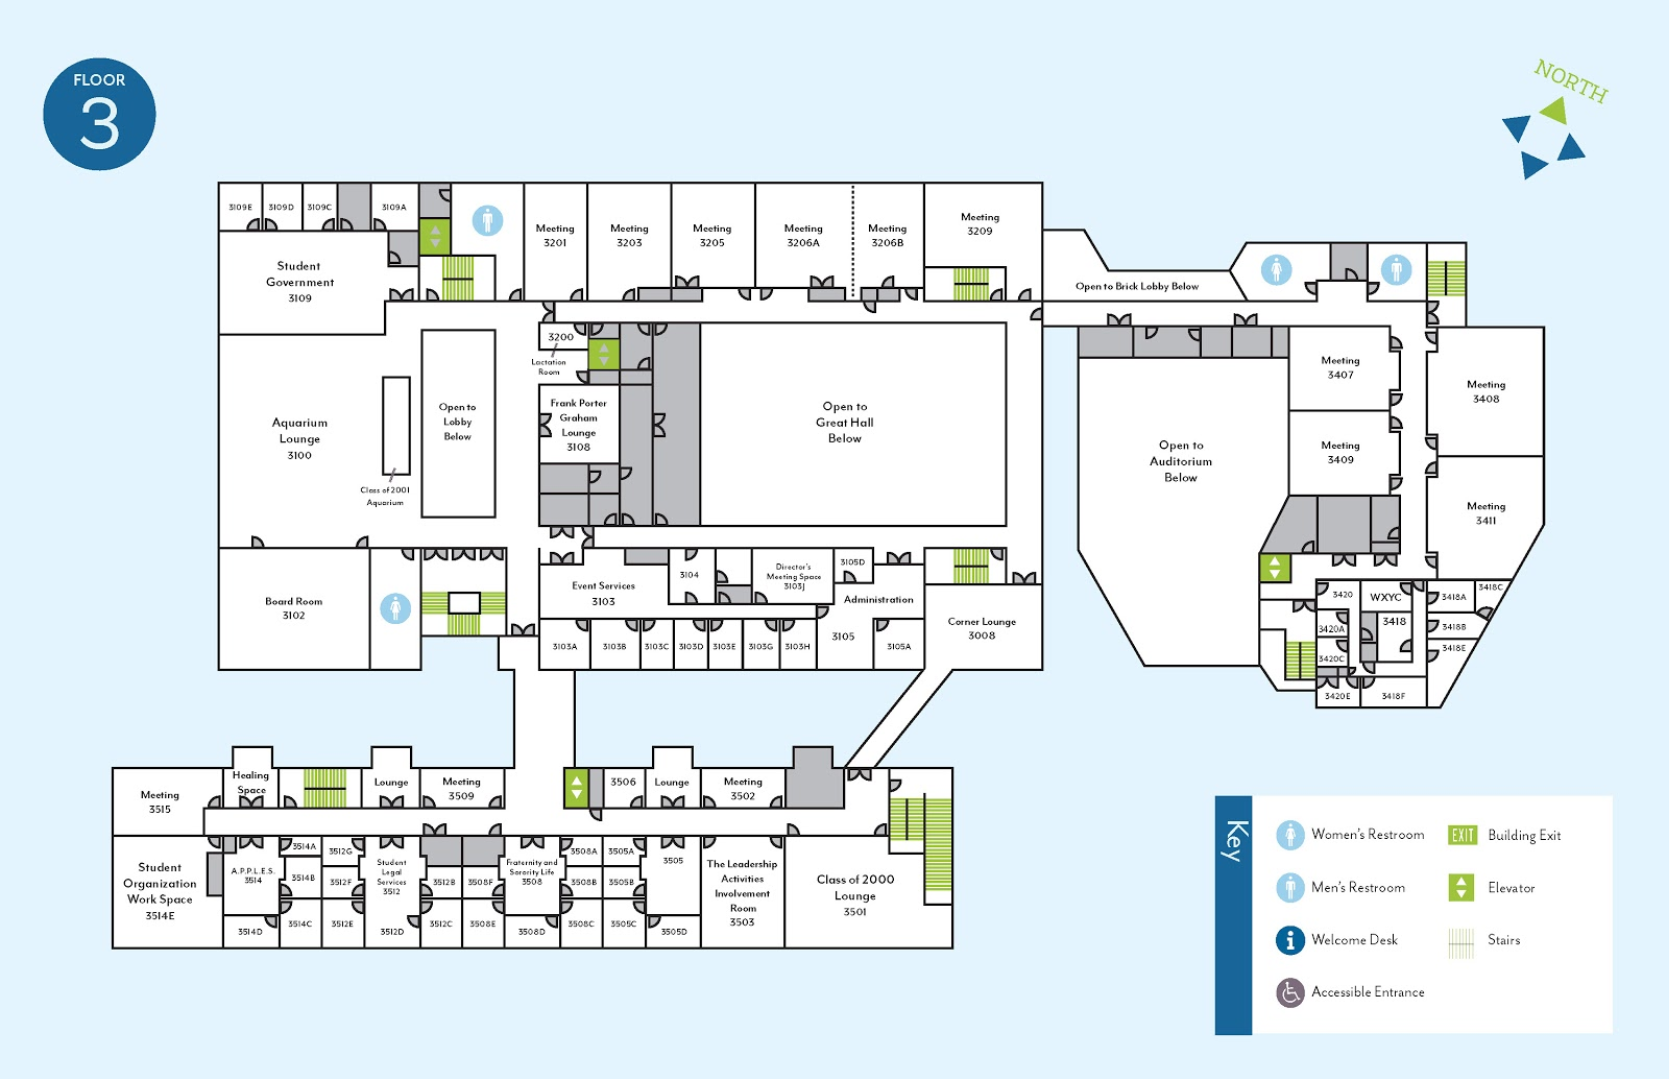 FLOOR
3
NORTH
3109E
3109D
3109C
3109A
Student
Government
3109
Meeting
3201
Meeting
3203
Meeting
3205
Meeting
3206A
Meeting
3206B
Meeting
3209
Open to Brick Lobby Below
3200
Lactation
Room
Frank Porter
Graham
Lounge
3108
Aquarium
Lounge
3100
Class of 2001
Aquarium
Open to
Lobby
Below
Open to
Great Hall
Below
Open to
Auditorium
Below
Meeting
3407
Meeting
3408
Meeting
3409
Meeting
3411
Board Room
3102
Event Services
3103
3104
Director's
Meeting Space
3103J
3105D
Administration
3105
3103A
3103B
3103C
3103D
3103E
3103G
3103H
3105A
Corner Lounge
3008
3420
WXYC
3418
3418A
3418C
3420A
3418B
3420C
3418E
3420E
3418F
Meeting
3515
Healing
Space
Lounge
Meeting
3509
3506
Lounge
Meeting
3502
Student
Organization
Work Space
3514E
A.P.P.L.E.S.
3514
3514A
3514B
3514C
3514D
3512G
3512F
3512E
Student
Legal
Services
3512
3512D
3512B
3512C
3508F
3508E
Fraternity and
Sorority Life
3508
3508D
3508A
3508B
3508C
3505A
3505B
3505C
3505
3505D
The Leadership
Activities
Involvement
Room
3503
Class of 2000
Lounge
3501
Key
Women's Restroom
Men's Restroom
Welcome Desk
Accessible Entrance
EXIT Building Exit
Elevator
Stairs